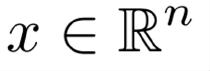 x ∈ ℝⁿ